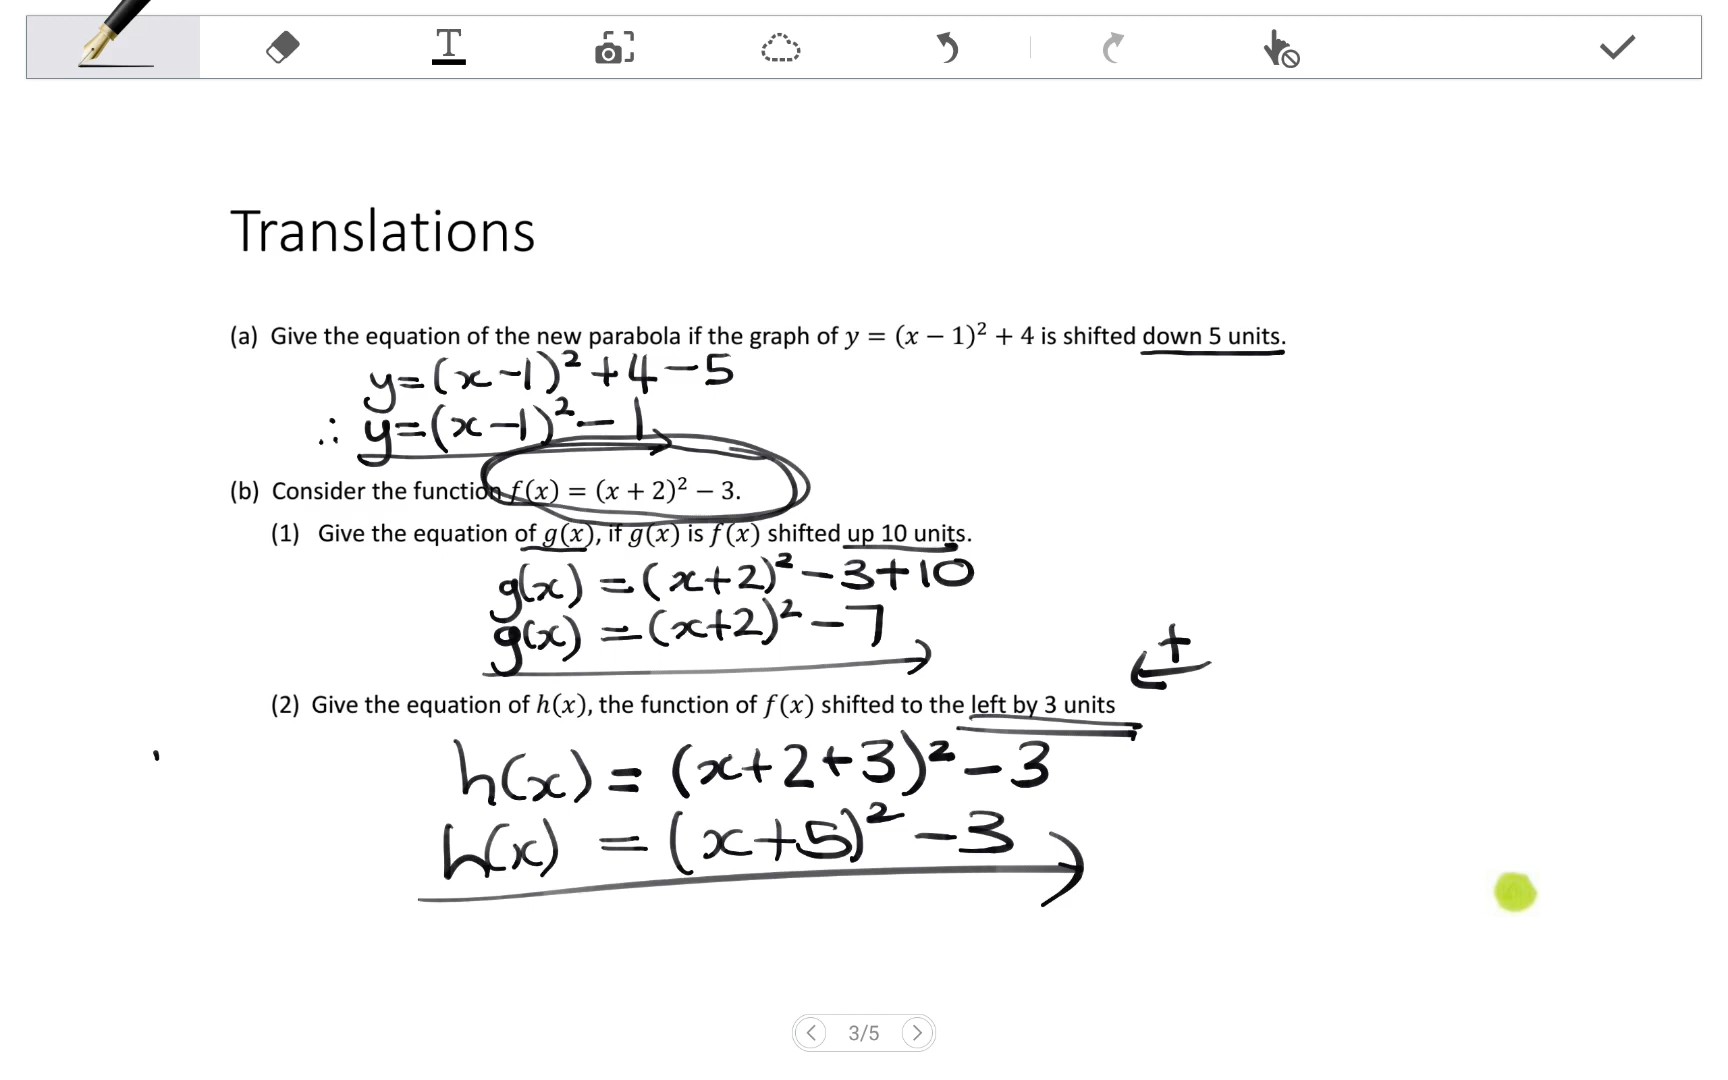 T
Translations
(a) Give the equation of the new parabola if the graph of y = (x − 1)² + 4 is shifted down 5 units.
y=(x-1)²+4-5
∴ y=(x-1)²-1
(b) Consider the function f(x) = (x + 2)² − 3.
(1) Give the equation of g(x), if g(x) is f(x) shifted up 10 units.
g(x) =(x+2)²-3+10
g(x) =(x+2)²-7
+
(2) Give the equation of h(x), the function of f(x) shifted to the left by 3 units
h(x) = (x+2+3)²-3
h(x) = (x+5)²-3
3/5